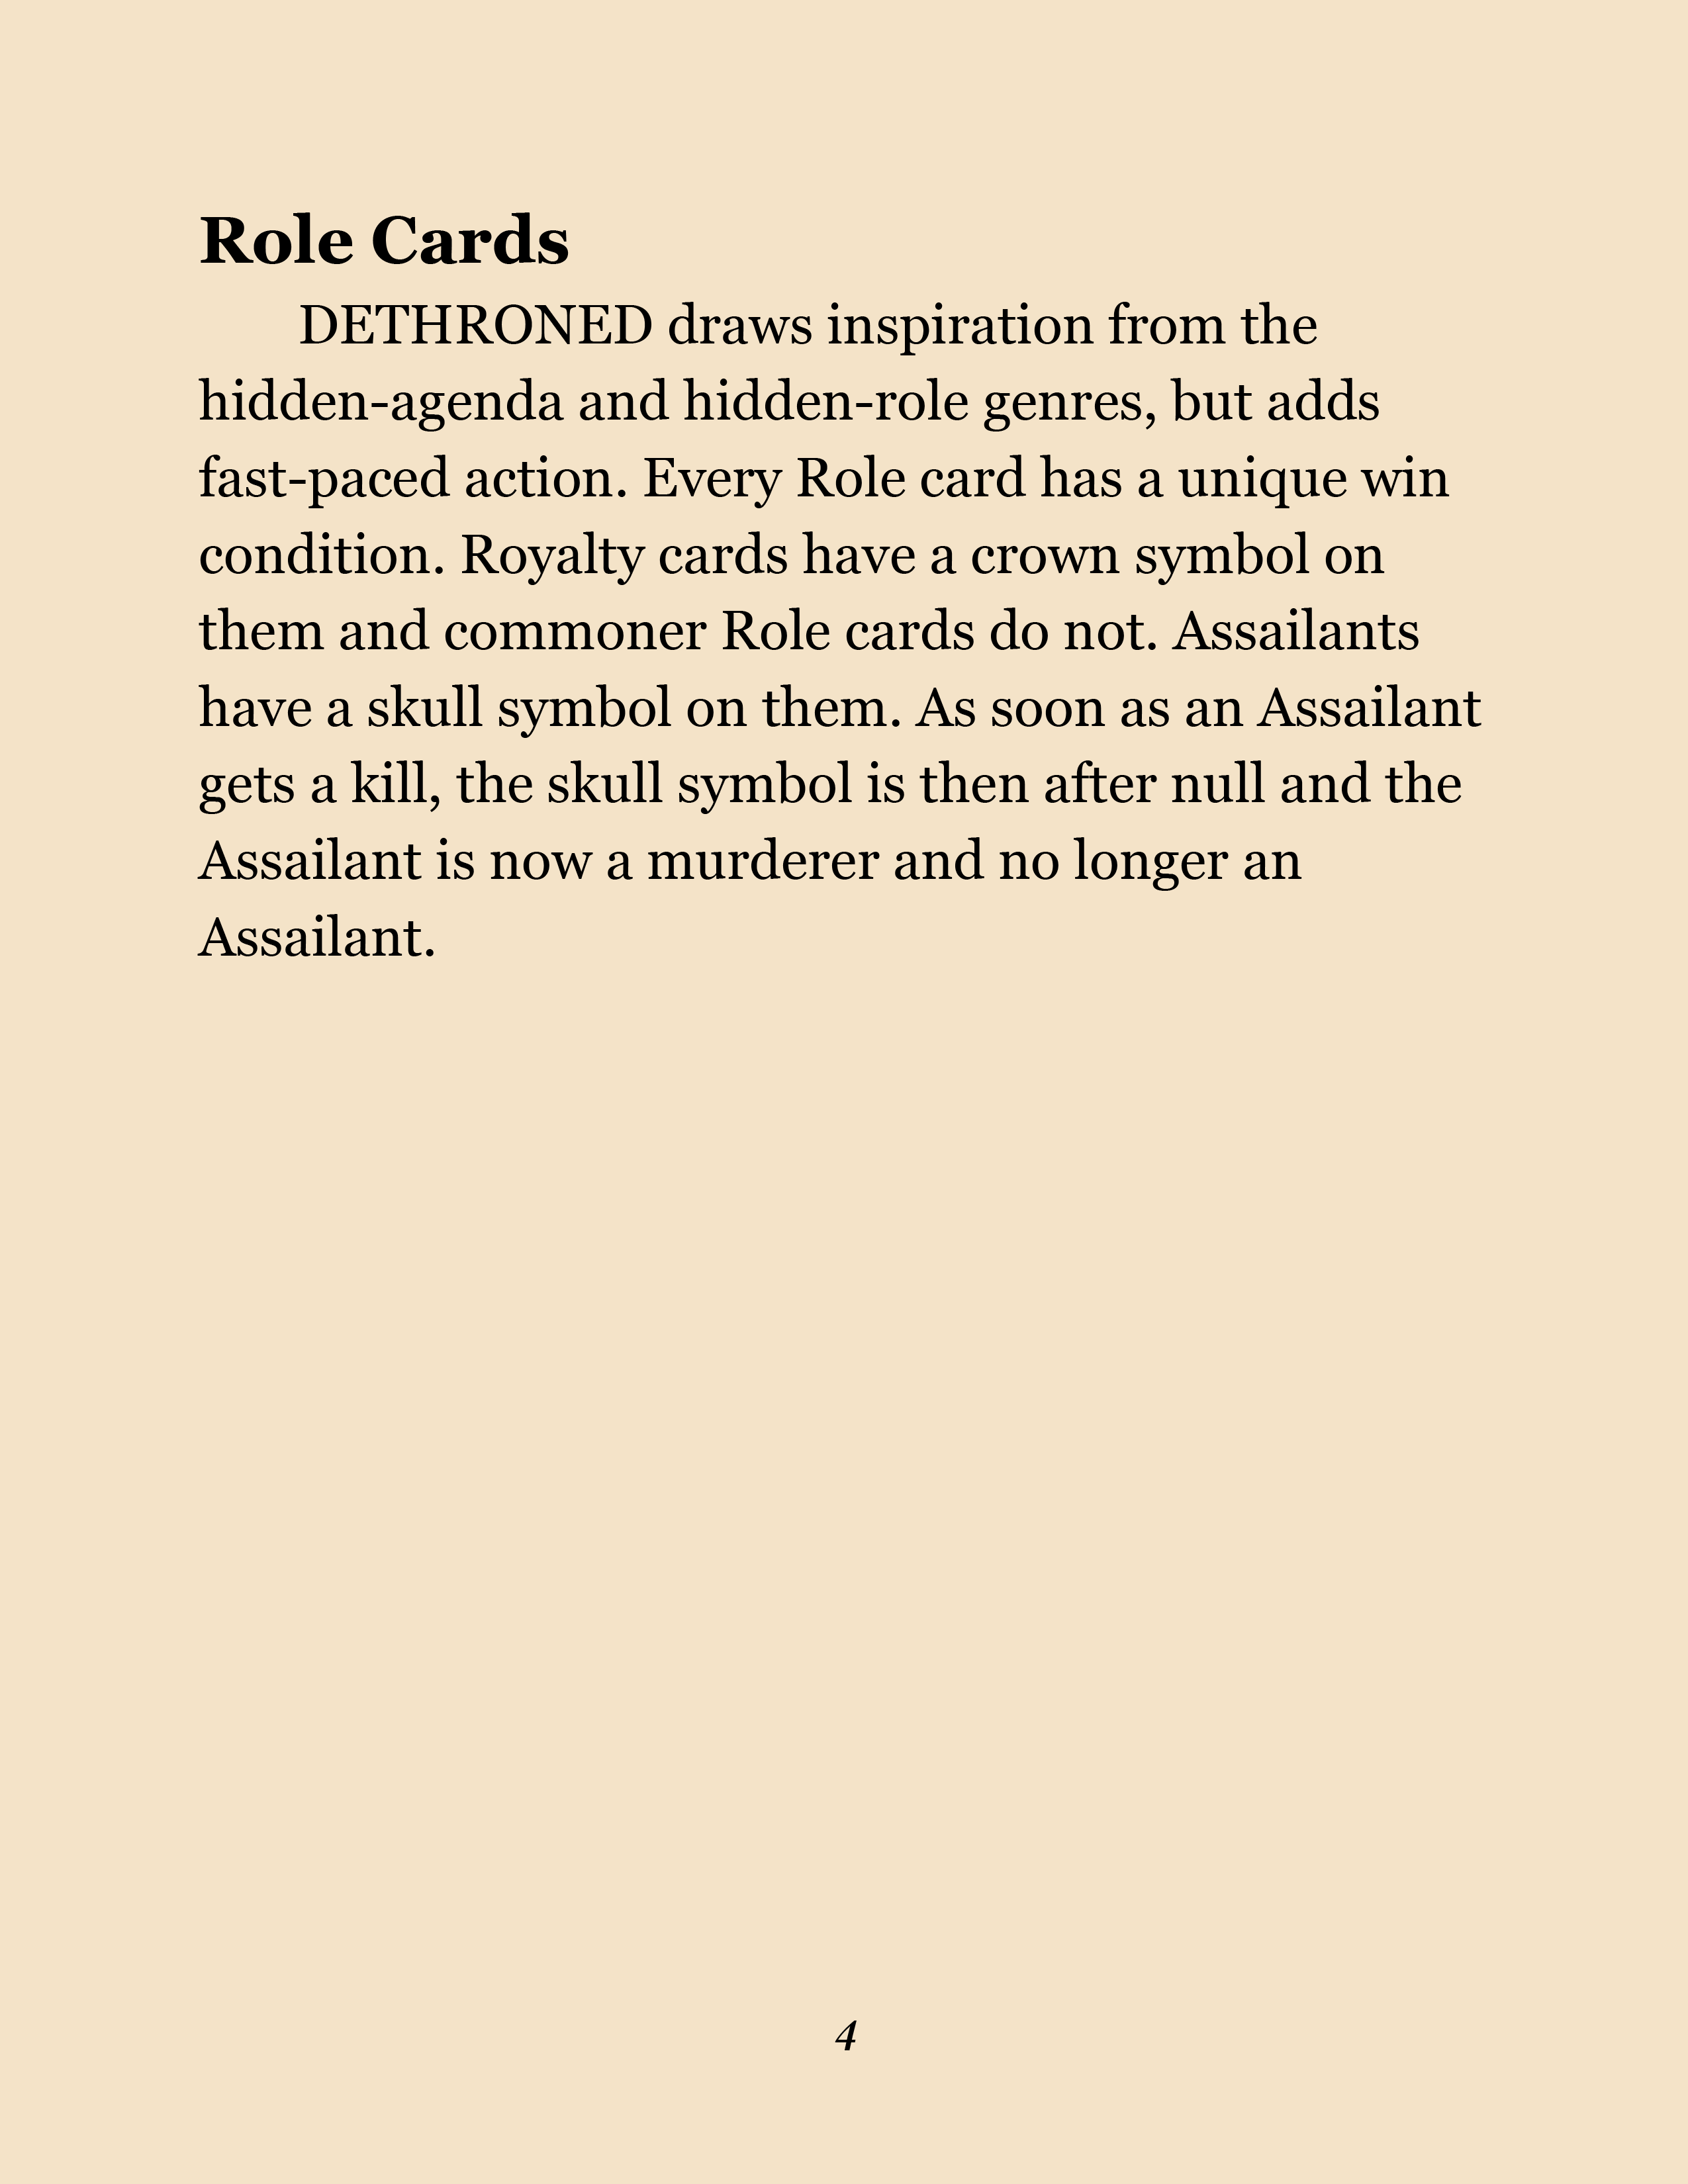 Role Cards
DETHRONED draws inspiration from the
hidden-agenda and hidden-role genres, but adds
fast-paced action. Every Role card has a unique win
condition. Royalty cards have a crown symbol on
them and commoner Role cards do not. Assailants
have a skull symbol on them. As soon as an Assailant
gets a kill, the skull symbol is then after null and the
Assailant is now a murderer and no longer an
Assailant.
4